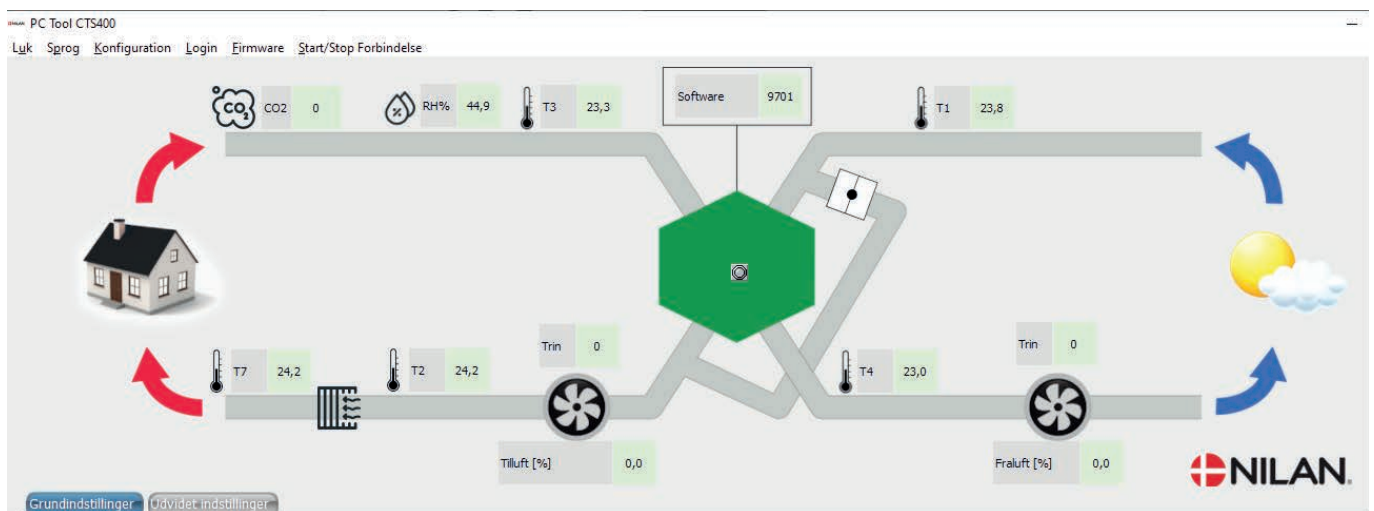 PC Tool CTS400
Luk Sprog Konfiguration Login Firmware Start/Stop Forbindelse
CO2 CO2 0 RH% 44,9 T3 23,3 Software 9701 T1 23,8
Trin 0 Trin 0
T7 24,2 T2 24,2 T4 23,0
Tilluft [%] 0,0 Fraluft [%] 0,0
NILAN.
Grundindstillinger Udvidet indstillinger